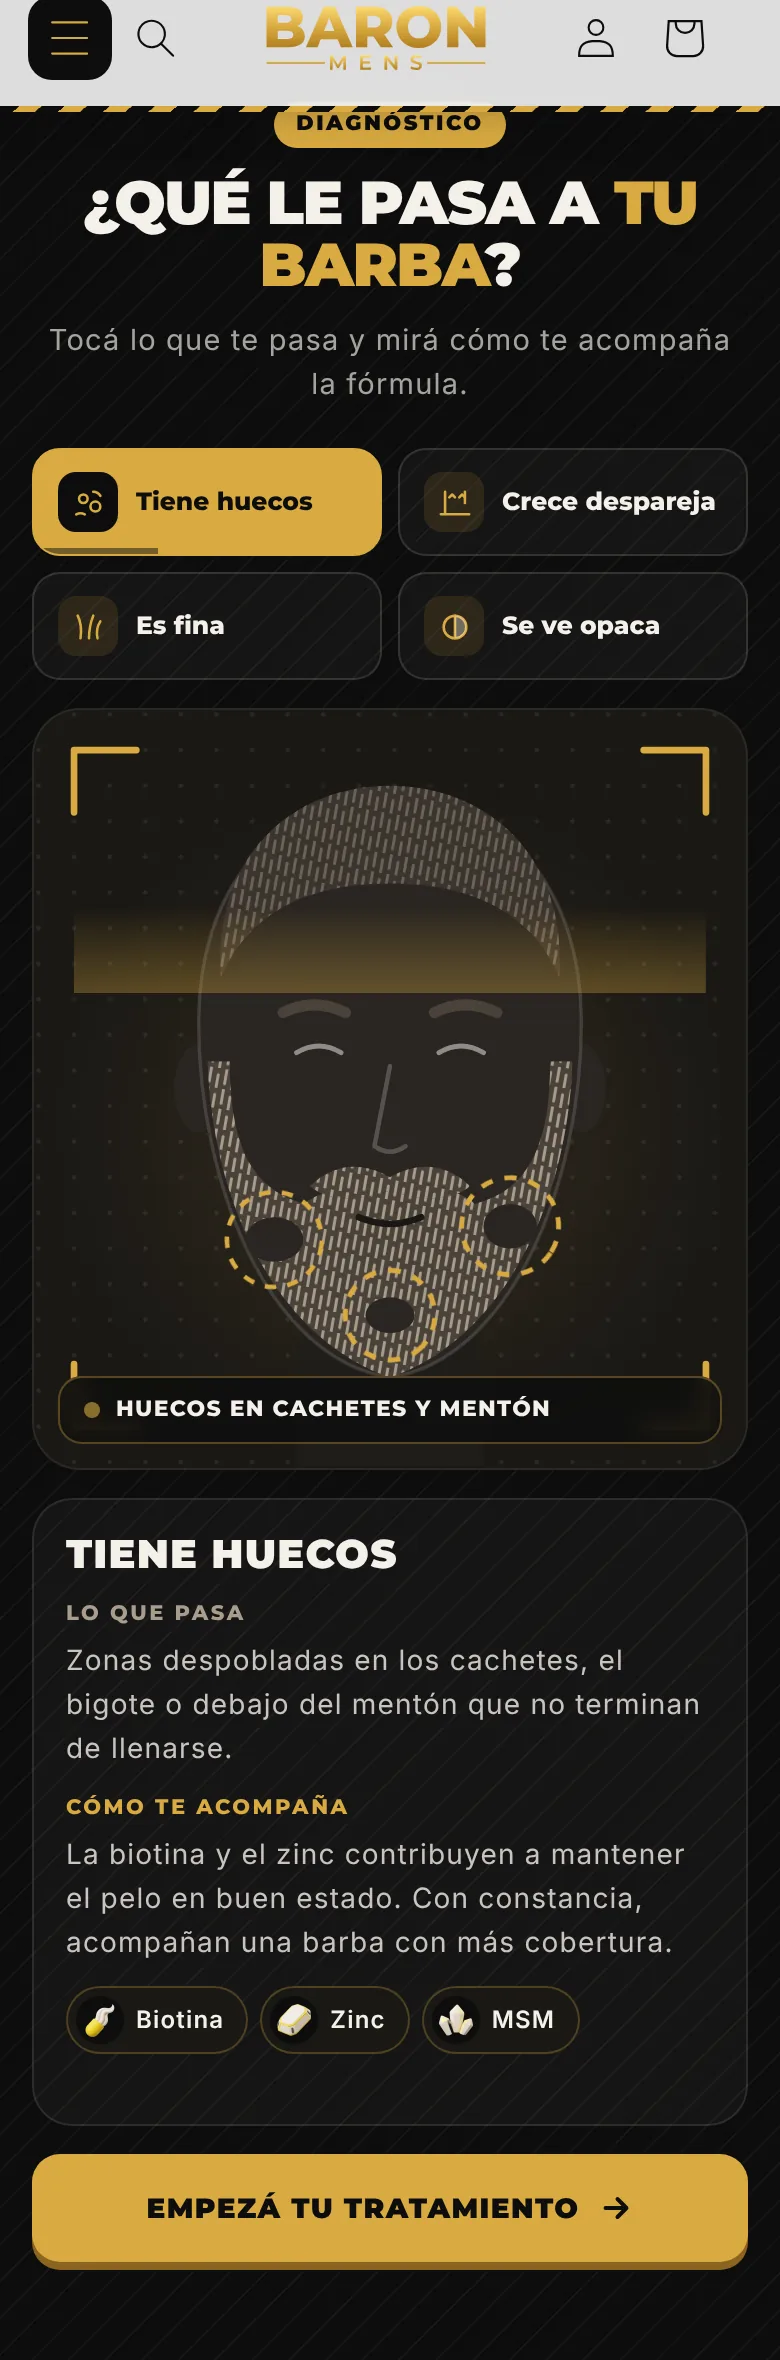 BARON
MENS
DIAGNÓSTICO
¿QUÉ LE PASA A TU
BARBA?
Tocá lo que te pasa y mirá cómo te acompaña
la fórmula.
Tiene huecos
Crece despareja
Es fina
Se ve opaca
HUECOS EN CACHETES Y MENTÓN
TIENE HUECOS
LO QUE PASA
Zonas despobladas en los cachetes, el
bigote o debajo del mentón que no terminan
de llenarse.
CÓMO TE ACOMPAÑA
La biotina y el zinc contribuyen a mantener
el pelo en buen estado. Con constancia,
acompañan una barba con más cobertura.
Biotina
Zinc
MSM
EMPEZÁ TU TRATAMIENTO →